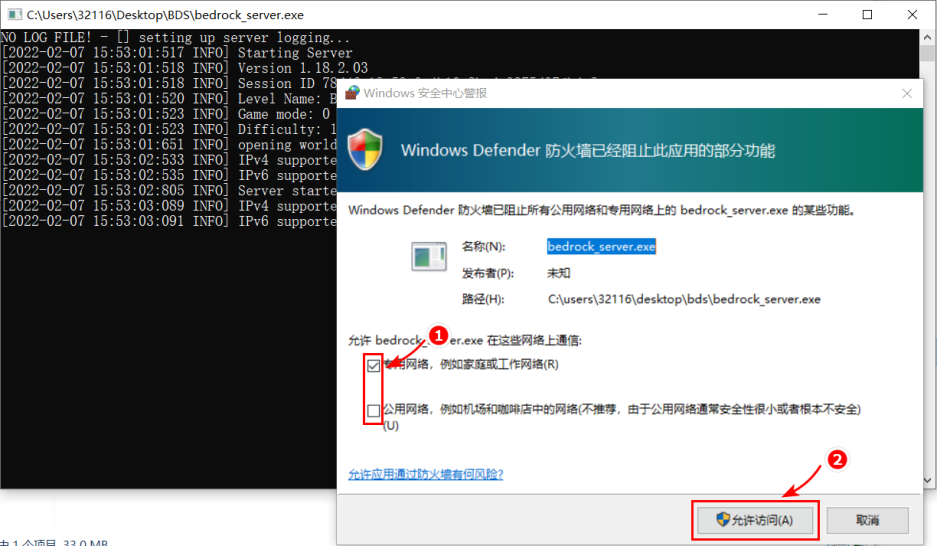 C:\Users\32116\Desktop\BDS\bedrock_server.exe
NO LOG FILE! - [] setting up server logging...
[2022-02-07 15:53:01:517 INFO] Starting Server
[2022-02-07 15:53:01:518 INFO] Version 1.18.2.03
[2022-02-07 15:53:01:518 INFO] Session ID
[2022-02-07 15:53:01:520 INFO] Level Name: B
[2022-02-07 15:53:01:523 INFO] Game mode: 0
[2022-02-07 15:53:01:523 INFO] Difficulty: 1
[2022-02-07 15:53:01:651 INFO] opening world
[2022-02-07 15:53:02:533 INFO] IPv4 supporte
[2022-02-07 15:53:02:535 INFO] IPv6 supporte
[2022-02-07 15:53:02:805 INFO] Server starte
[2022-02-07 15:53:03:089 INFO] IPv4 supporte
[2022-02-07 15:53:03:091 INFO] IPv6 supporte
Windows 安全中心警报
Windows Defender 防火墙已经阻止此应用的部分功能
Windows Defender 防火墙已阻止所有公用网络和专用网络上的 bedrock_server.exe 的某些功能。
名称(N): bedrock_server.exe
发布者(P): 未知
路径(H): C:\users\32116\desktop\bds\bedrock_server.exe
允许 bedrock_ er.exe 在这些网络上通信:
1
专用网络，例如家庭或工作网络(R)
公用网络，例如机场和咖啡店中的网络(不推荐，由于公用网络通常安全性很小或者根本不安全)
(U)
2
允许应用通过防火墙有何风险?
允许访问(A)
取消
1 个项目 33.0 MB